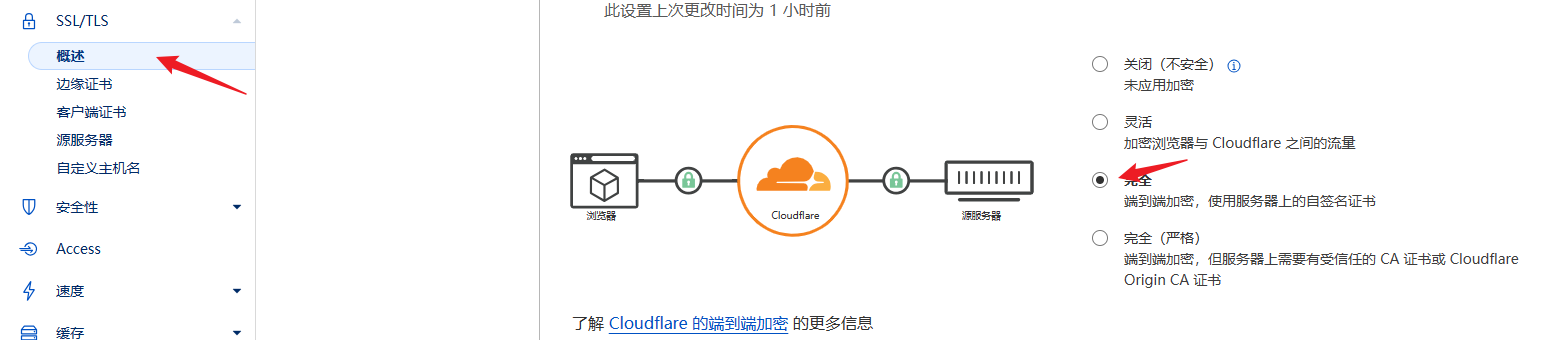 SSL/TLS
概述
边缘证书
客户端证书
源服务器
自定义主机名
安全性
Access
速度
缓存
此设置上次更改时间为 1 小时前
浏览器
Cloudflare
源服务器
关闭（不安全）
未应用加密
灵活
加密浏览器与 Cloudflare 之间的流量
完全
端到端加密，使用服务器上的自签名证书
完全（严格）
端到端加密，但服务器上需要有受信任的 CA 证书或 Cloudflare
Origin CA 证书
了解 Cloudflare 的端到端加密 的更多信息